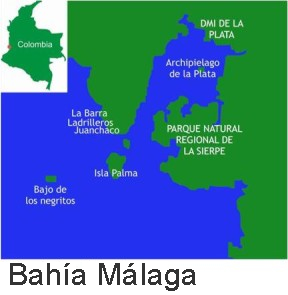 Colombia
DMI DE LA
PLATA
Archipielago
de la Plata
La Barra
Ladrilleros
Juanchaco
PARQUE NATURAL
REGIONAL DE
LA SIERPE
Isla Palma
Bajo de
los negritos
Bahía Málaga